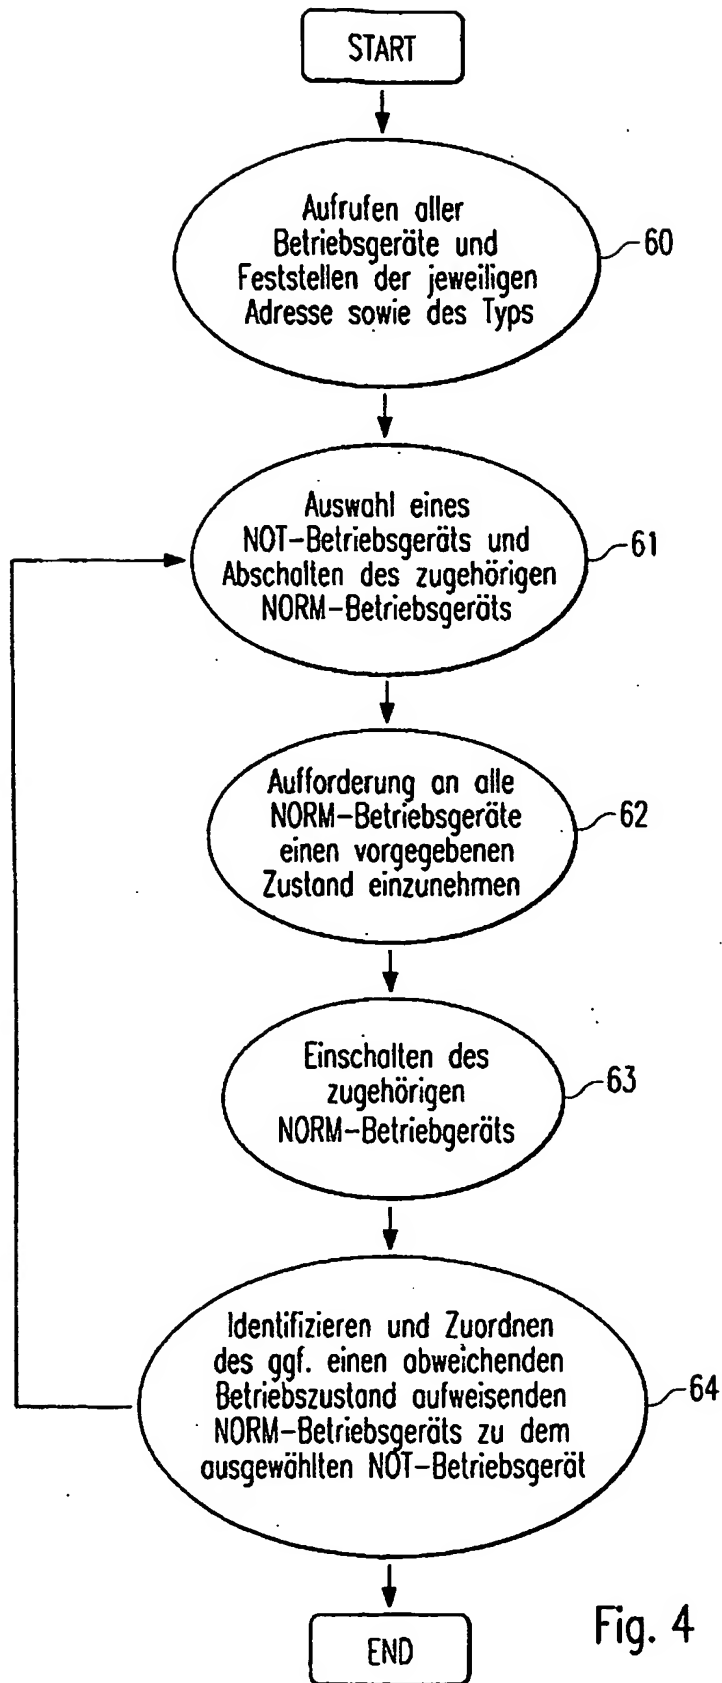 START
Aufrufen aller
Betriebsgeräte und
Feststellen der jeweiligen
Adresse sowie des Typs
60
Auswahl eines
NOT-Betriebsgeräts und
Abschalten des zugehörigen
NORM-Betriebsgeräts
61
Aufforderung an alle
NORM-Betriebsgeräte
einen vorgegebenen
Zustand einzunehmen
62
Einschalten des
zugehörigen
NORM-Betriebgeräts
63
Identifizieren und Zuordnen
des ggf. einen abweichenden
Betriebszustand aufweisenden
NORM-Betriebsgeräts zu dem
ausgewählten NOT-Betriebsgerät
64
END
Fig. 4